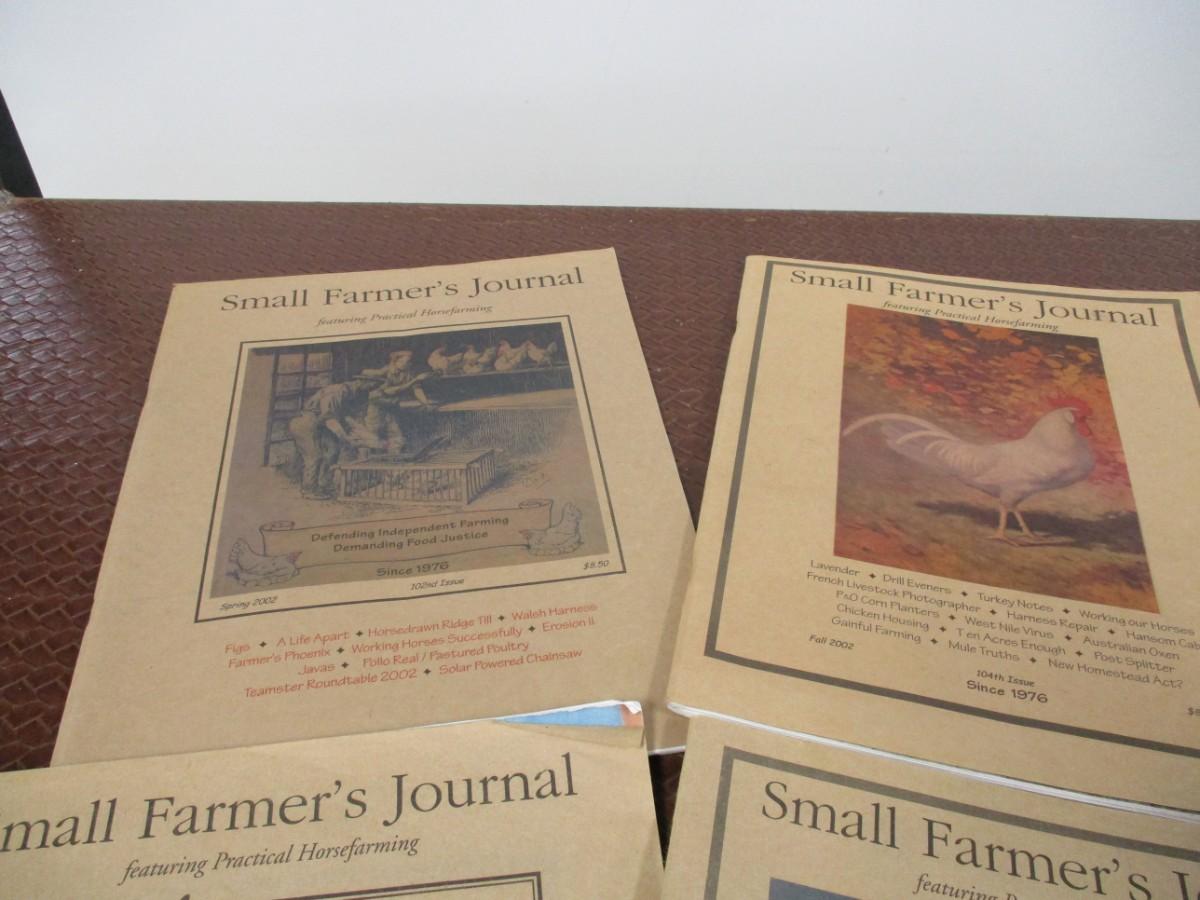 Small Farmer's Journal
featuring Practical Horsefarming
Defending Independent Farming
Demanding Food Justice
Since 1976
Spring 2002
102nd Issue
$8.50
Figs ✦ A Life Apart ✦ Horsedrawn Ridge Till ✦ Walsh Harness
Farmer's Phoenix ✦ Working Horses Successfully ✦ Erosion II
Javas ✦ Pollo Real / Pastured Poultry
Teamster Roundtable 2002 ✦ Solar Powered Chainsaw
Small Farmer's Journal
featuring Practical Horsefarming
Lavender ✦ Drill Eveners ✦ Turkey Notes ✦ Working our Horses
French Livestock Photographer ✦ Harness Repair ✦ Hansom Cab
P&O Corn Planters ✦ West Nile Virus ✦ Australian Oxen
Chicken Housing ✦ Ten Acres Enough ✦ Post Splitter
Gainful Farming ✦ Mule Truths ✦ New Homestead Act?
Fall 2002
104th Issue
Since 1976
mall Farmer's Journal
featuring Practical Horsefarming
Small Farmer's J
featuring